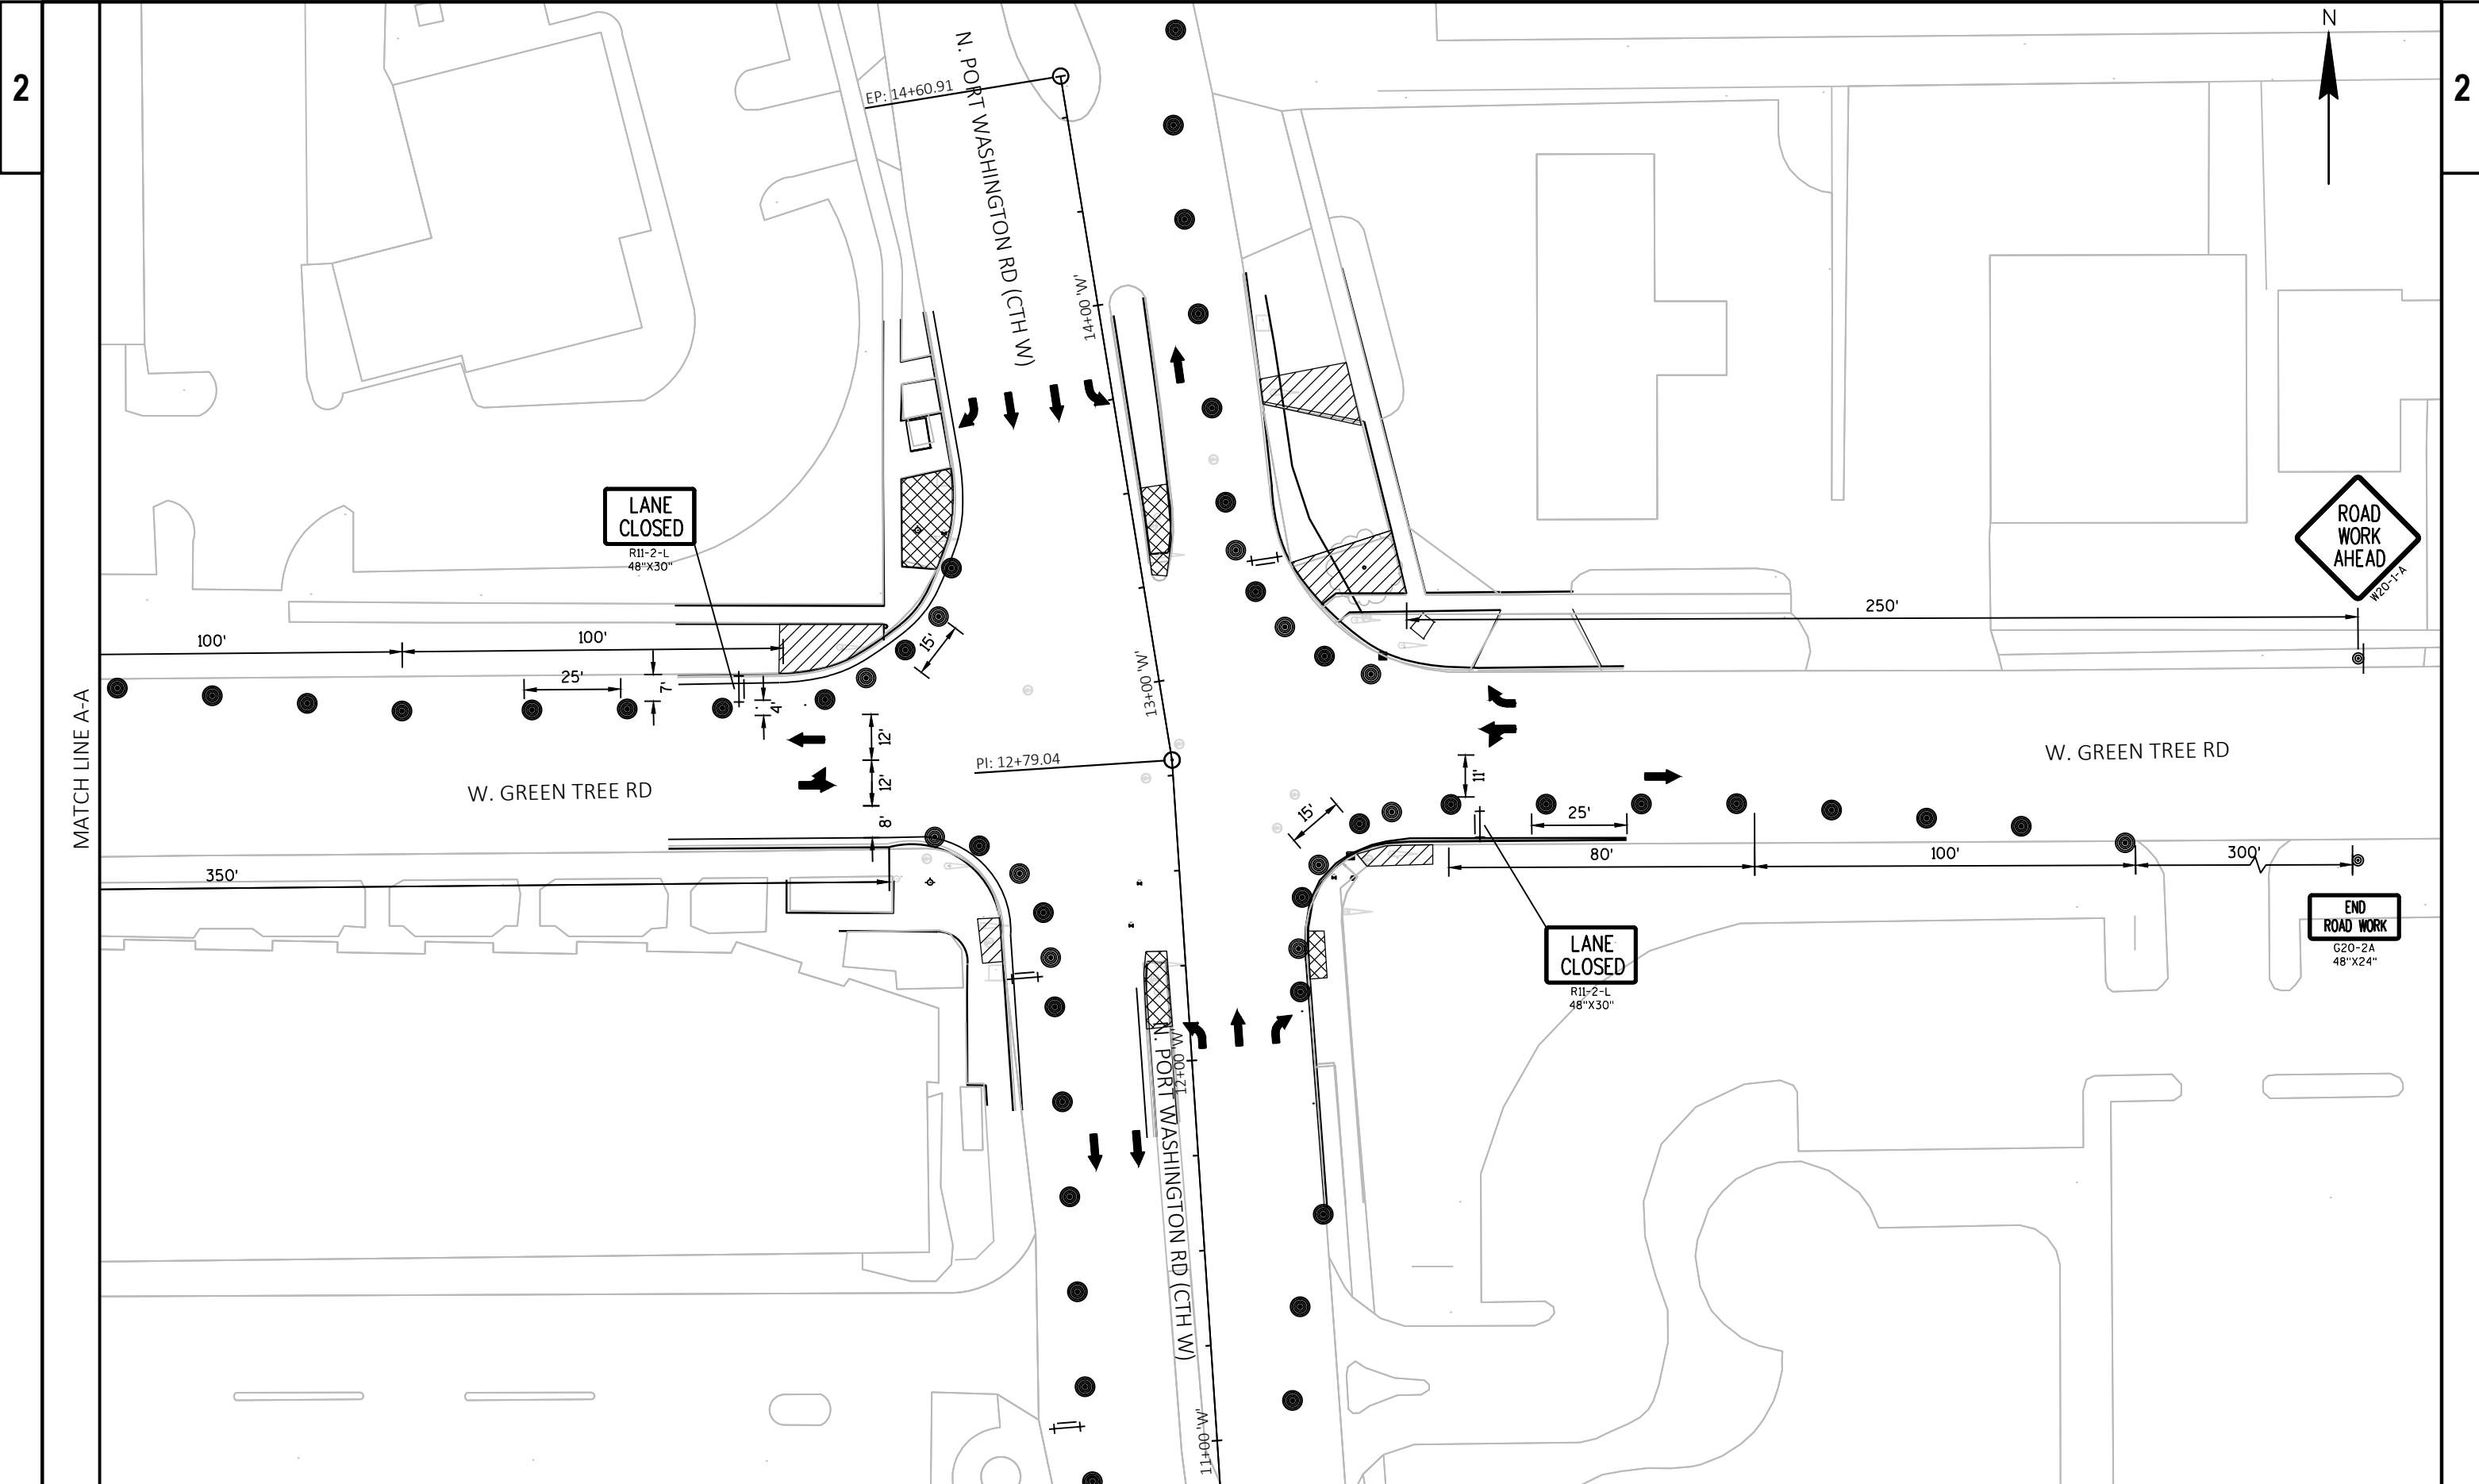 2
2
N
EP: 14+60.91
N. PORT WASHINGTON RD (CTH W)
14+00 'W'
LANE
CLOSED
R11-2-L
48"X30"
ROAD
WORK
AHEAD
W20-1-A
250'
100'
100'
15'
25'
7'
4'
13+00 'W'
MATCH LINE A-A
12'
12'
8'
PI: 12+79.04
11'
W. GREEN TREE RD
W. GREEN TREE RD
15'
25'
350'
80'
100'
300'
END
ROAD WORK
G20-2A
48"X24"
LANE
CLOSED
R11-2-L
48"X30"
12+00 'W'
N. PORT WASHINGTON RD (CTH W)
11+00 'W'